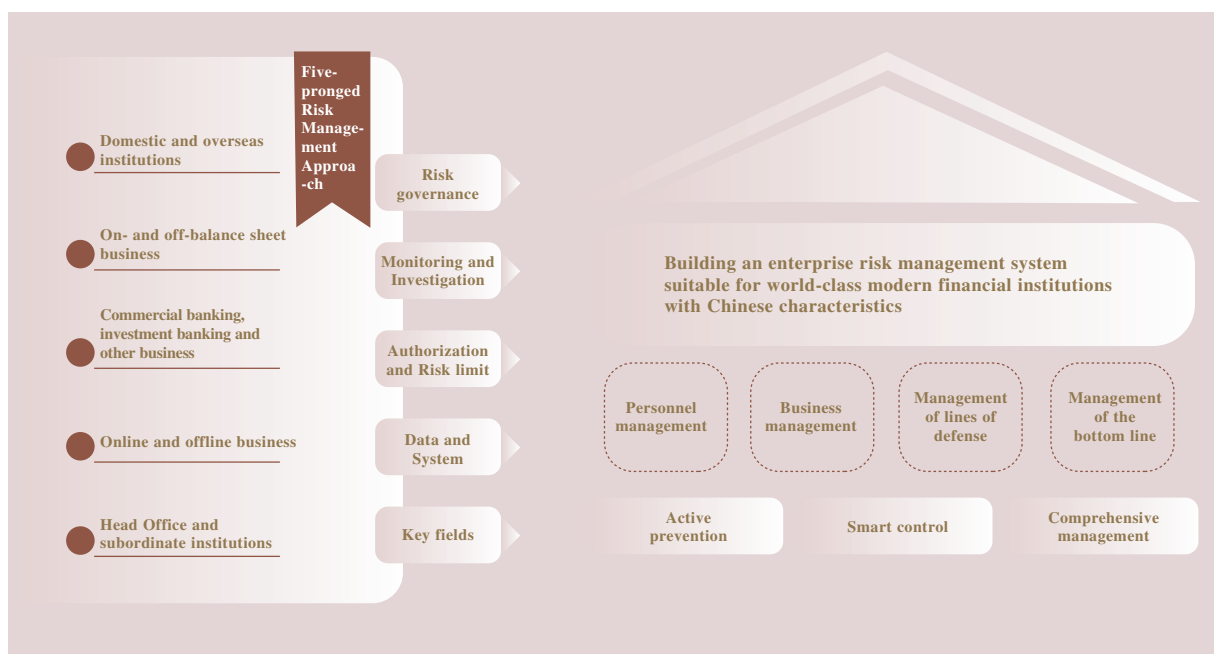 Five-
pronged
Risk
Manage-
ment
Approa
-ch
Domestic and overseas
institutions
On- and off-balance sheet
business
Commercial banking,
investment banking and
other business
Online and offline business
Head Office and
subordinate institutions
Risk
governance
Monitoring and
Investigation
Authorization
and Risk limit
Data and
System
Key fields
Building an enterprise risk management system
suitable for world-class modern financial institutions
with Chinese characteristics
Personnel
management
Business
management
Management
of lines of
defense
Management
of the
bottom line
Active
prevention
Smart control
Comprehensive
management